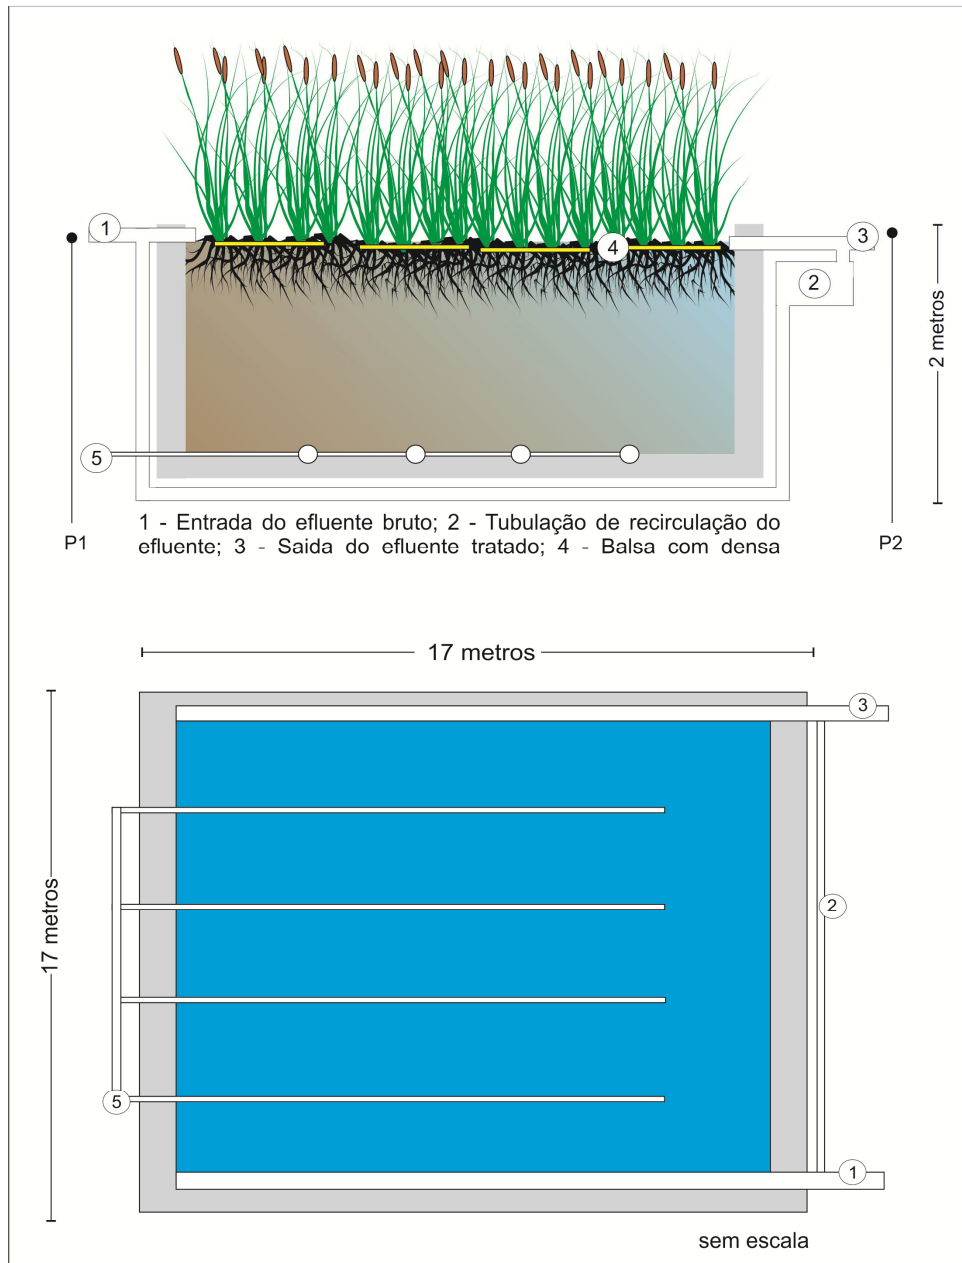 1
3
4
2
2 metros
5
P1
P2
1 - Entrada do efluente bruto; 2 - Tubulação de recirculação do
efluente; 3 - Saida do efluente tratado; 4 - Balsa com densa
17 metros
3
17 metros
2
5
1
sem escala